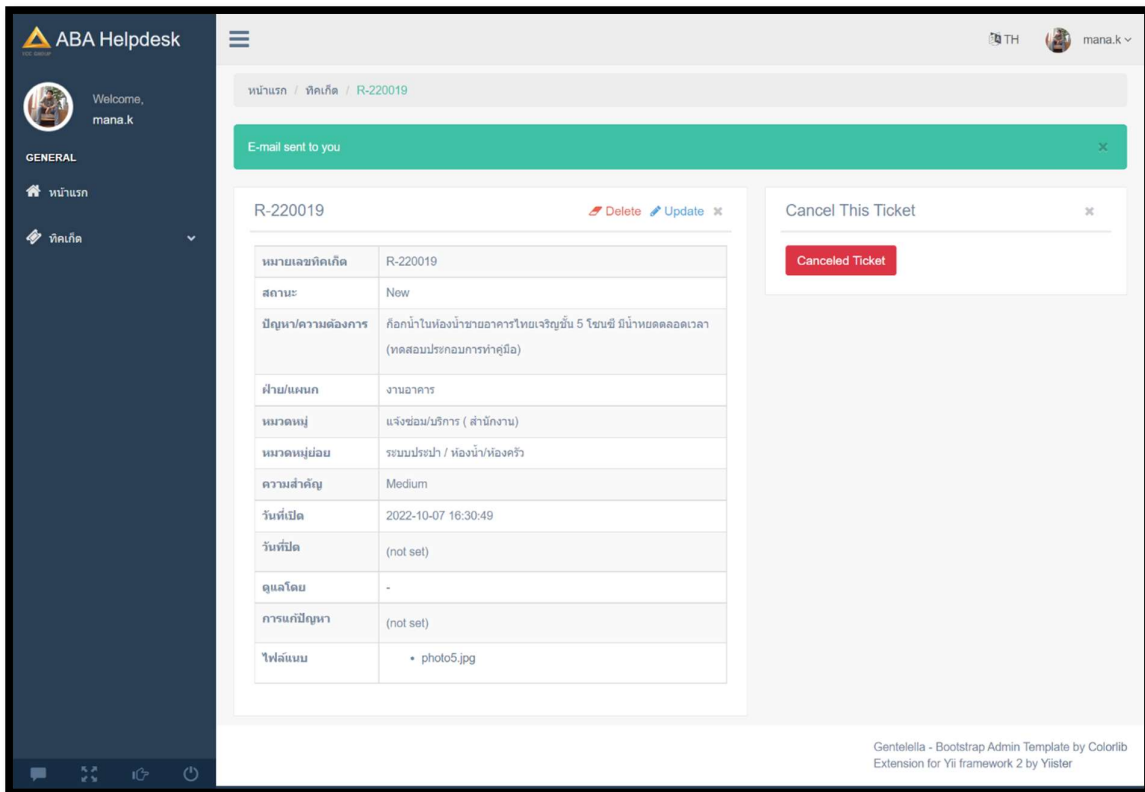 ABA Helpdesk
TH
mana.k
Welcome,
mana.k
GENERAL
หน้าแรก
ทิคเก็ต
หน้าแรก / ทิคเก็ต / R-220019
E-mail sent to you
R-220019
Delete Update
หมายเลขทิคเก็ต R-220019
สถานะ New
ปัญหา/ความต้องการ ก็อกน้ำในห้องน้ำชายอาคารไทยเจริญชั้น 5 โซนซี มีน้ำหยดตลอดเวลา
(ทดสอบประกอบการทำคู่มือ)
ฝ่าย/แผนก งานอาคาร
หมวดหมู่ แจ้งซ่อม/บริการ ( สำนักงาน)
หมวดหมู่ย่อย ระบบประปา / ห้องน้ำ/ห้องครัว
ความสำคัญ Medium
วันที่เปิด 2022-10-07 16:30:49
วันที่ปิด (not set)
ดูแลโดย -
การแก้ปัญหา (not set)
ไฟล์แนบ • photo5.jpg
Cancel This Ticket
Canceled Ticket
Gentelella - Bootstrap Admin Template by Colorlib
Extension for Yii framework 2 by Yiister